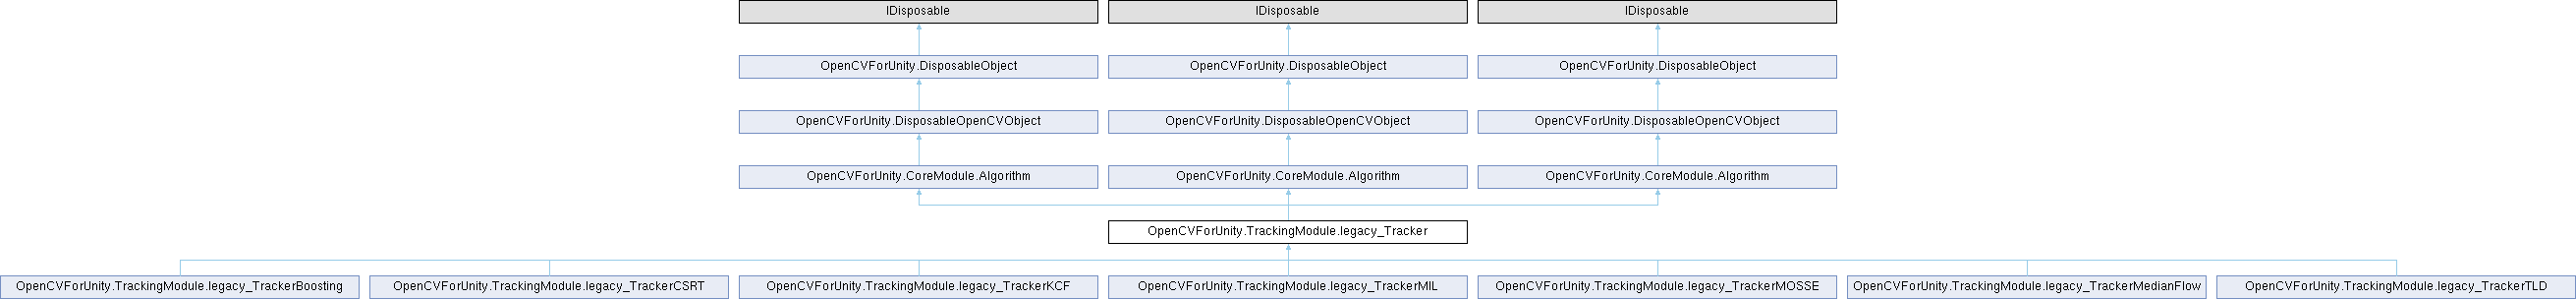 IDisposable IDisposable IDisposable
OpenCVForUnity.DisposableObject OpenCVForUnity.DisposableObject OpenCVForUnity.DisposableObject
OpenCVForUnity.DisposableOpenCVObject OpenCVForUnity.DisposableOpenCVObject OpenCVForUnity.DisposableOpenCVObject
OpenCVForUnity.CoreModule.Algorithm OpenCVForUnity.CoreModule.Algorithm OpenCVForUnity.CoreModule.Algorithm
OpenCVForUnity.TrackingModule.legacy_Tracker
OpenCVForUnity.TrackingModule.legacy_TrackerBoosting OpenCVForUnity.TrackingModule.legacy_TrackerCSRT OpenCVForUnity.TrackingModule.legacy_TrackerKCF OpenCVForUnity.TrackingModule.legacy_TrackerMIL OpenCVForUnity.TrackingModule.legacy_TrackerMOSSE OpenCVForUnity.TrackingModule.legacy_TrackerMedianFlow OpenCVForUnity.TrackingModule.legacy_TrackerTLD